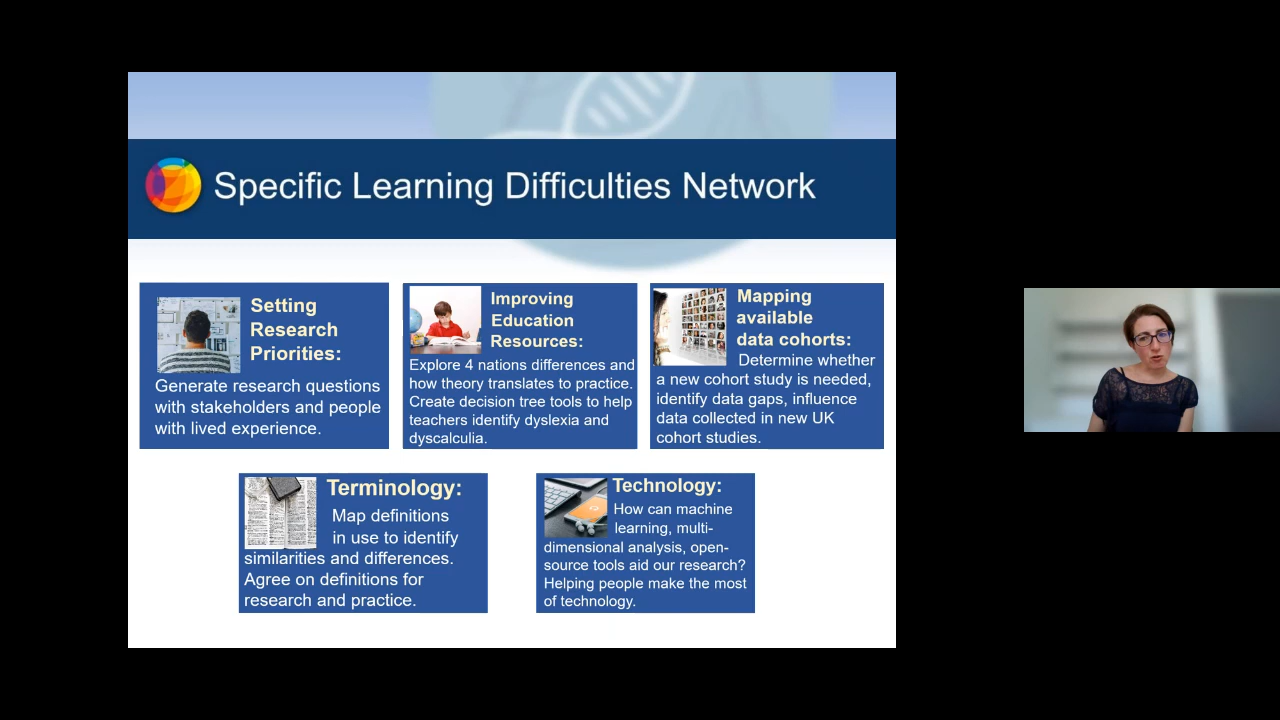 Specific Learning Difficulties Network
Setting
Research
Priorities:
Generate research questions
with stakeholders and people
with lived experience.
Improving
Education
Resources:
Explore 4 nations differences and
how theory translates to practice.
Create decision tree tools to help
teachers identify dyslexia and
dyscalculia.
Mapping
available
data cohorts:
Determine whether
a new cohort study is needed,
identify data gaps, influence
data collected in new UK
cohort studies.
Terminology:
Map definitions
in use to identify
similarities and differences.
Agree on definitions for
research and practice.
Technology:
How can machine
learning, multi-
dimensional analysis, open-
source tools aid our research?
Helping people make the most
of technology.